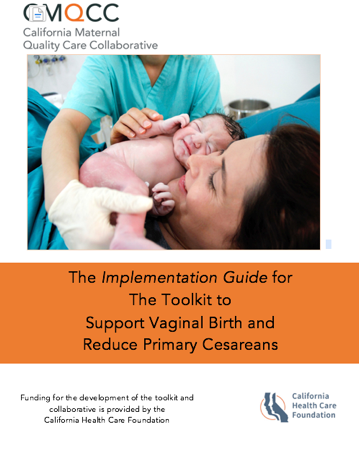 CMQCC
California Maternal
Quality Care Collaborative
The Implementation Guide for
The Toolkit to
Support Vaginal Birth and
Reduce Primary Cesareans
Funding for the development of the toolkit and
collaborative is provided by the
California Health Care Foundation
California
Health Care
Foundation